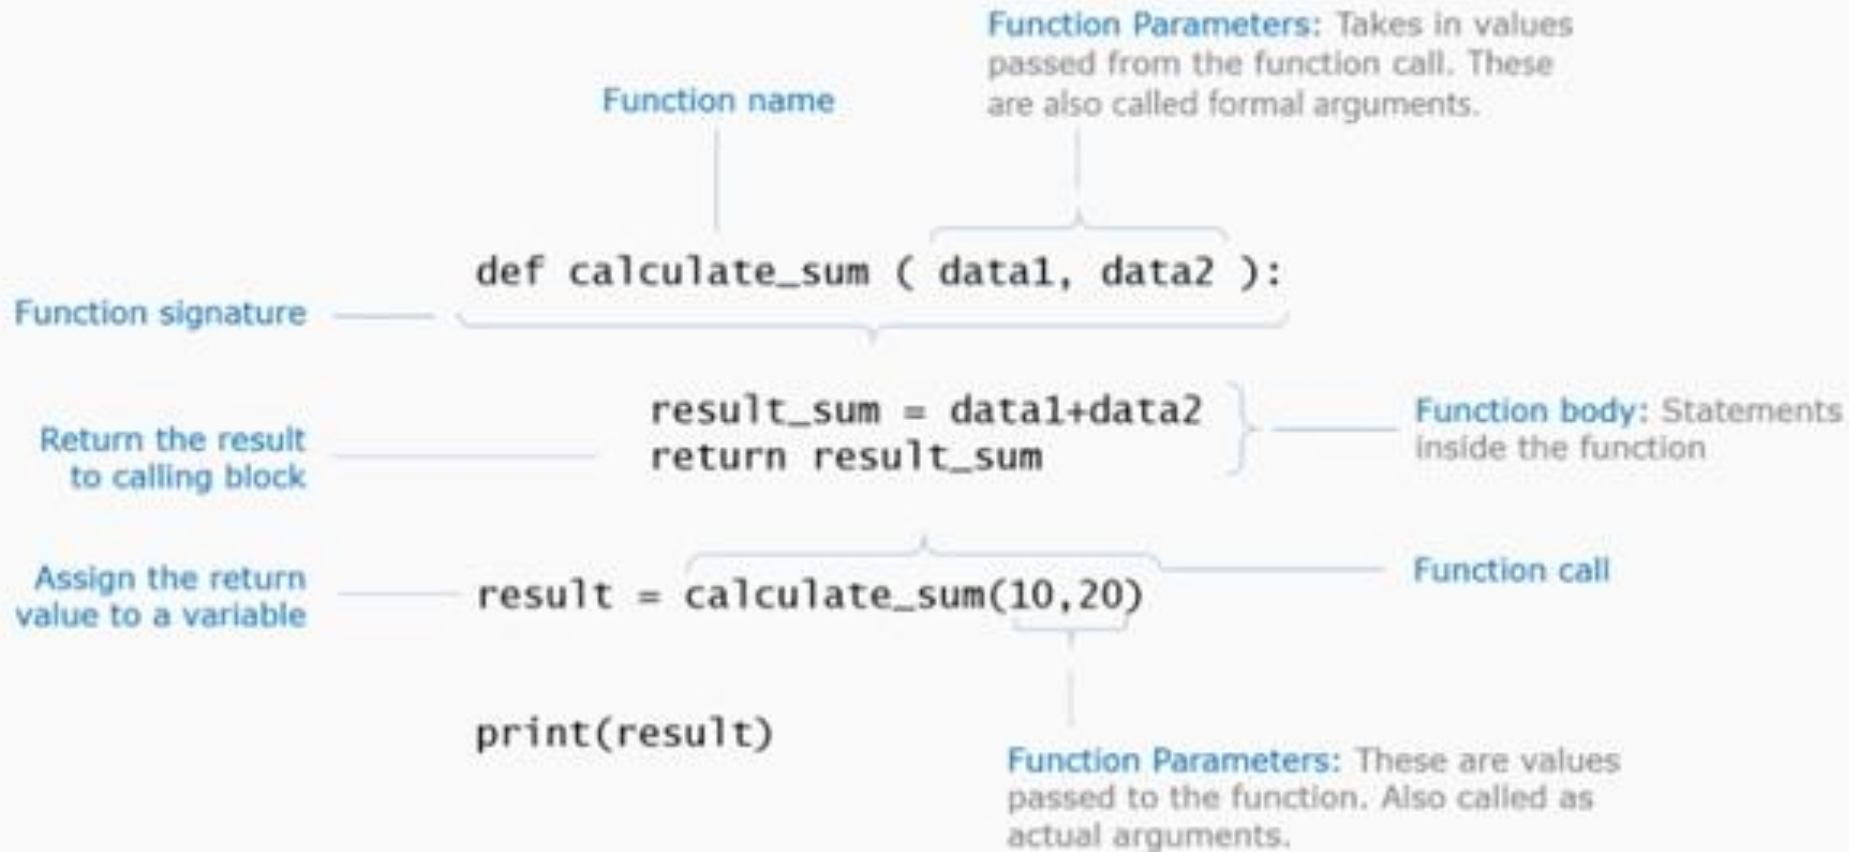 Function Parameters: Takes in values
passed from the function call. These
are also called formal arguments.
Function name
def calculate_sum ( data1, data2 ):
Function signature
result_sum = data1+data2
return result_sum
Function body: Statements
inside the function
Return the result
to calling block
Assign the return
value to a variable
result = calculate_sum(10,20)
Function call
print(result)
Function Parameters: These are values
passed to the function. Also called as
actual arguments.